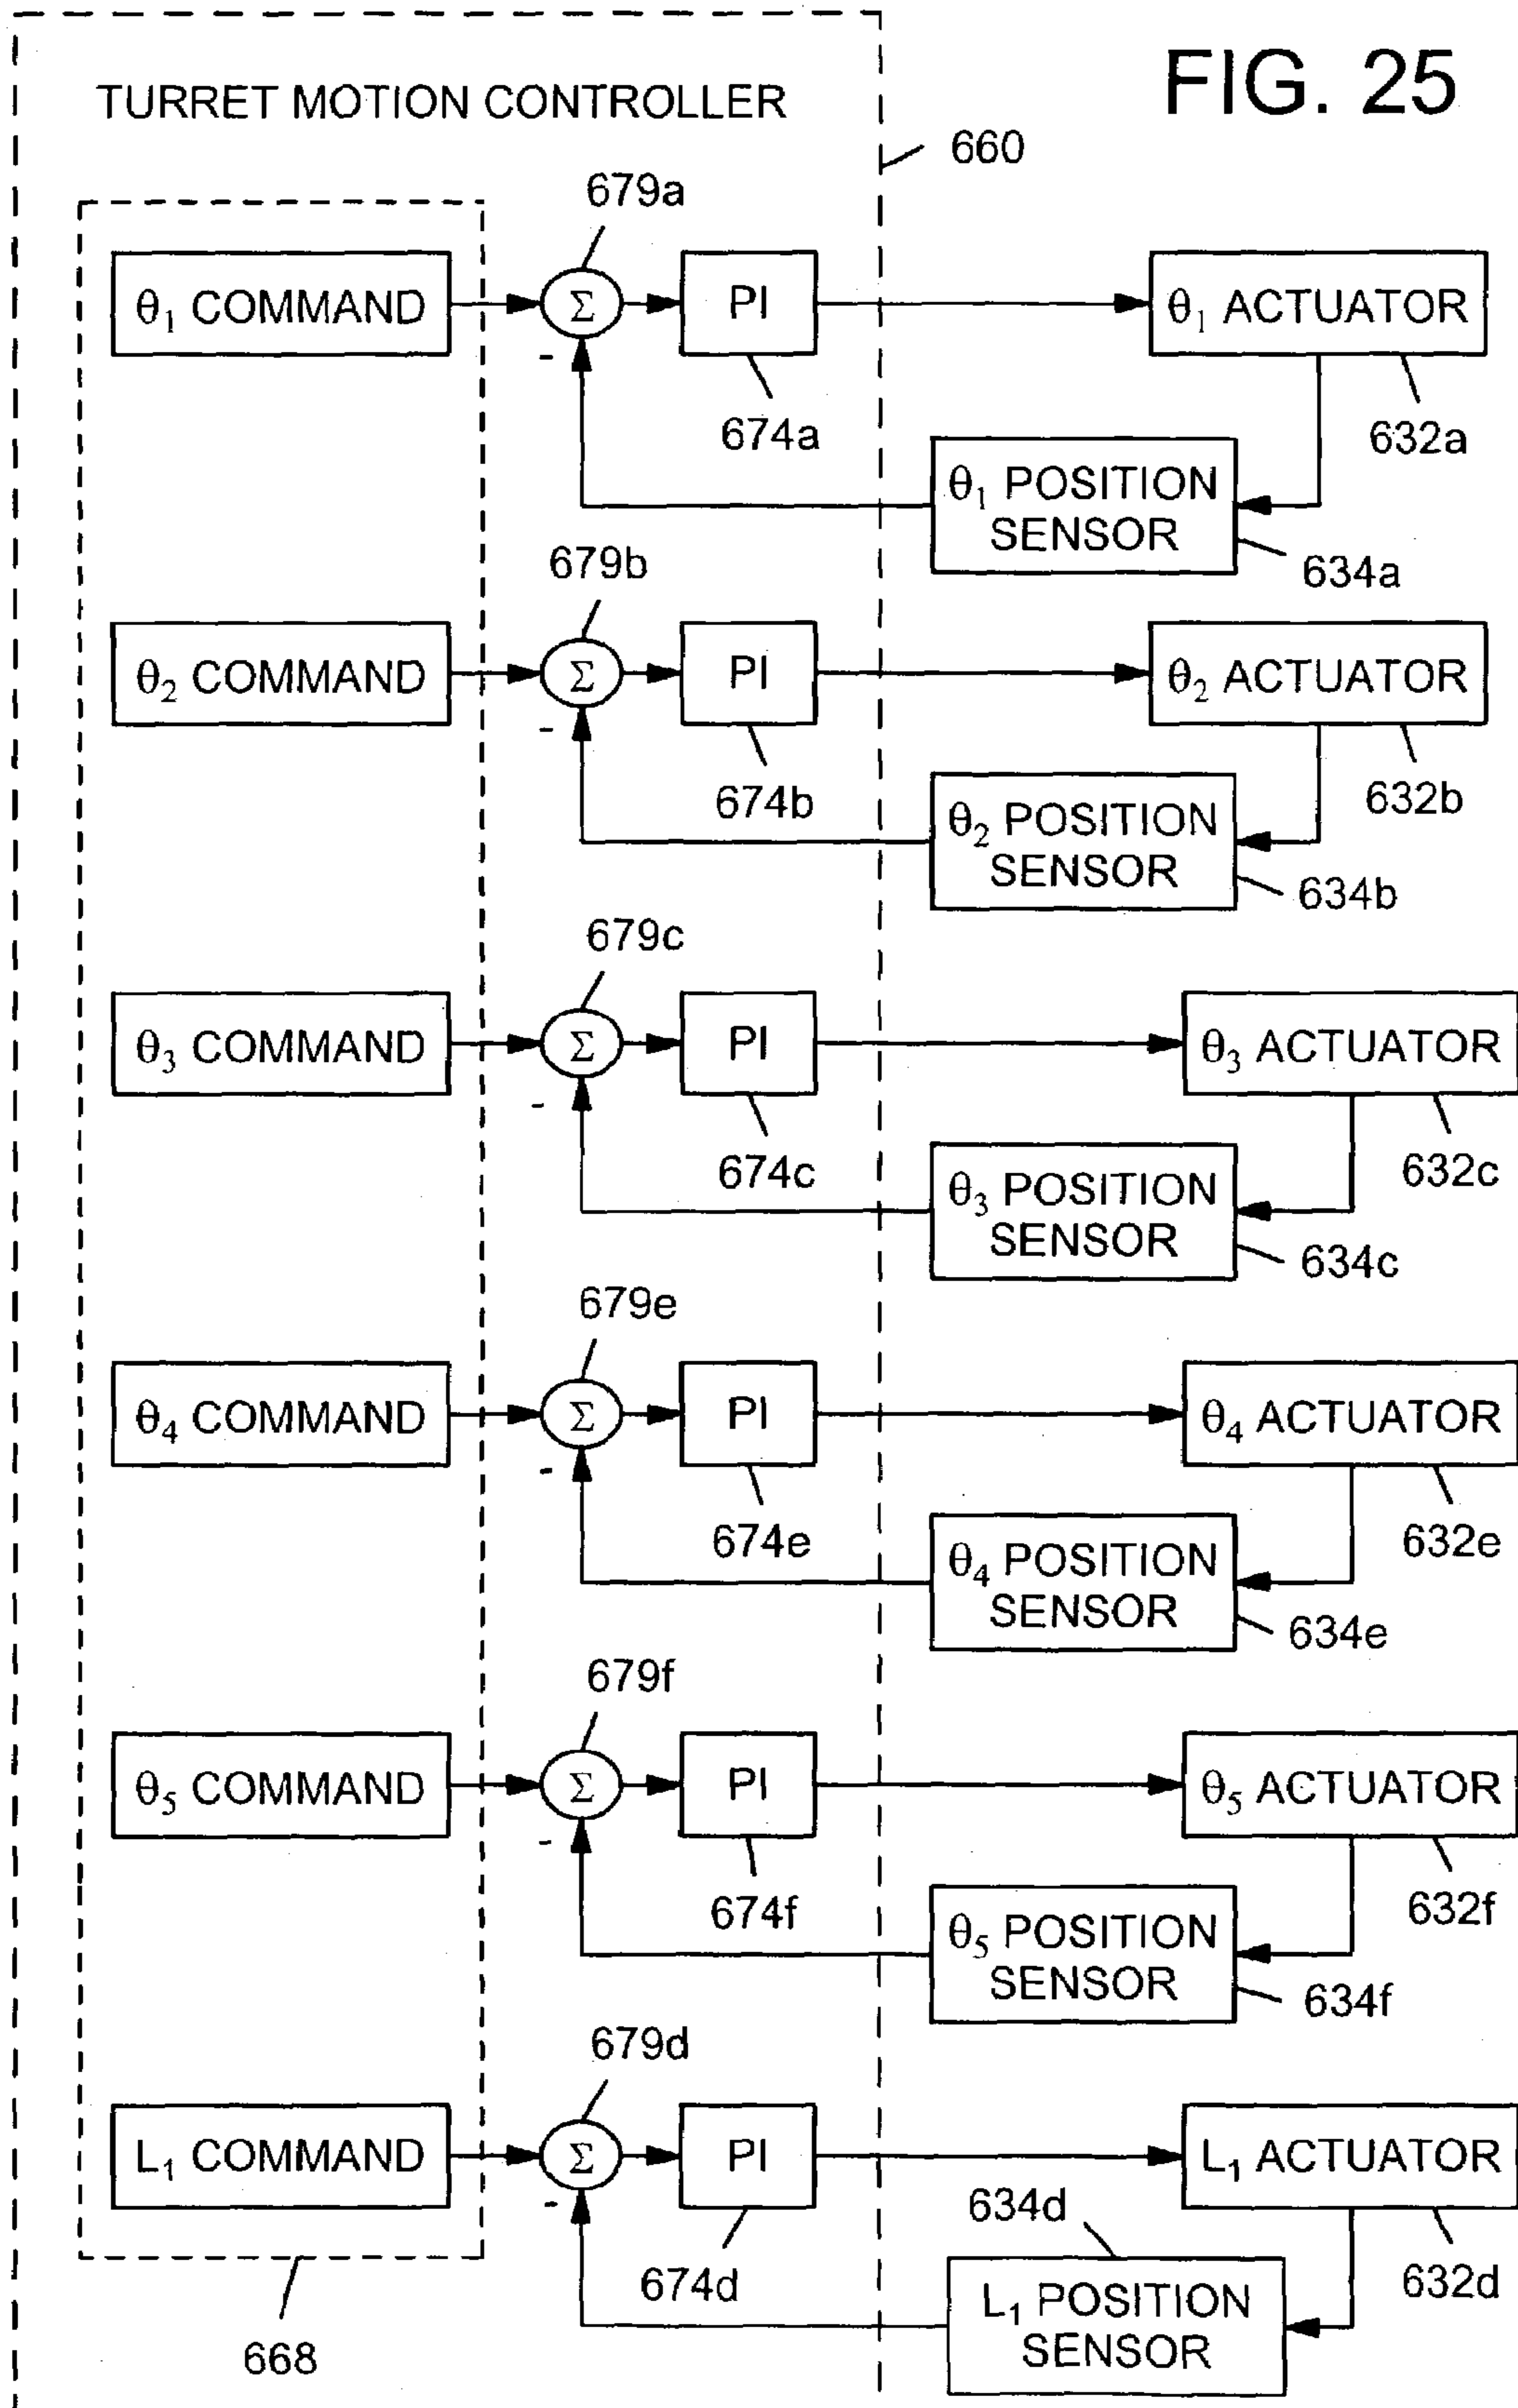 FIG. 25
TURRET MOTION CONTROLLER
660
679a
θ₁ COMMAND
Σ
PI
θ₁ ACTUATOR
-
674a
632a
θ₁ POSITION
SENSOR
634a
679b
θ₂ COMMAND
Σ
PI
θ₂ ACTUATOR
-
674b
632b
θ₂ POSITION
SENSOR
634b
679c
θ₃ COMMAND
Σ
PI
θ₃ ACTUATOR
-
674c
632c
θ₃ POSITION
SENSOR
634c
679e
θ₄ COMMAND
Σ
PI
θ₄ ACTUATOR
-
674e
632e
θ₄ POSITION
SENSOR
634e
679f
θ₅ COMMAND
Σ
PI
θ₅ ACTUATOR
-
674f
632f
θ₅ POSITION
SENSOR
634f
679d
L₁ COMMAND
Σ
PI
L₁ ACTUATOR
-
634d
674d
632d
L₁ POSITION
SENSOR
668